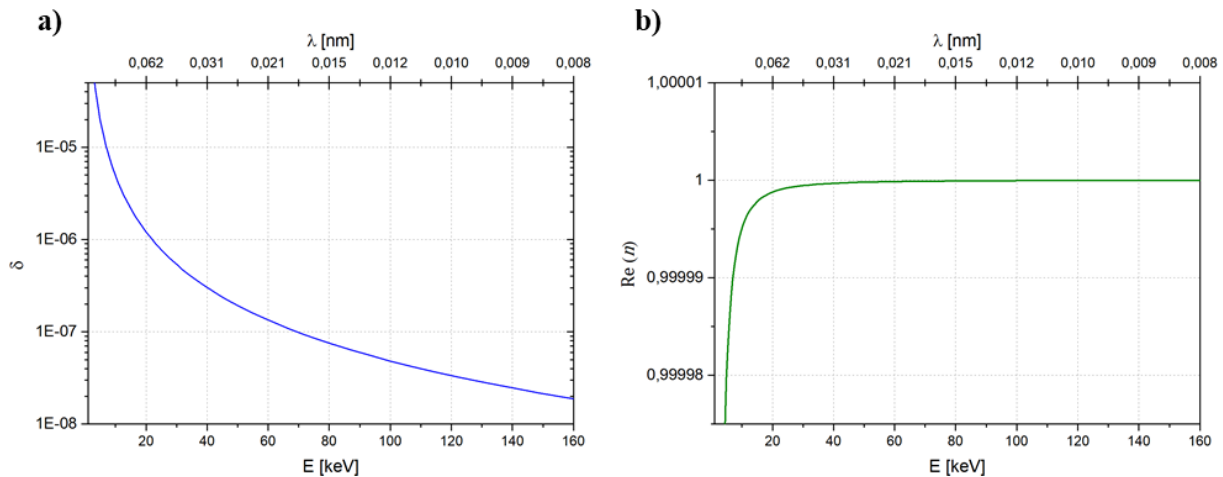 a)
λ [nm]
0,062 0,031 0,021 0,015 0,012 0,010 0,009 0,008
1E-05
1E-06
1E-07
1E-08
δ
20 40 60 80 100 120 140 160
E [keV]
b)
λ [nm]
0,062 0,031 0,021 0,015 0,012 0,010 0,009 0,008
1,00001
1
0,99999
0,99998
Re (n)
20 40 60 80 100 120 140 160
E [keV]